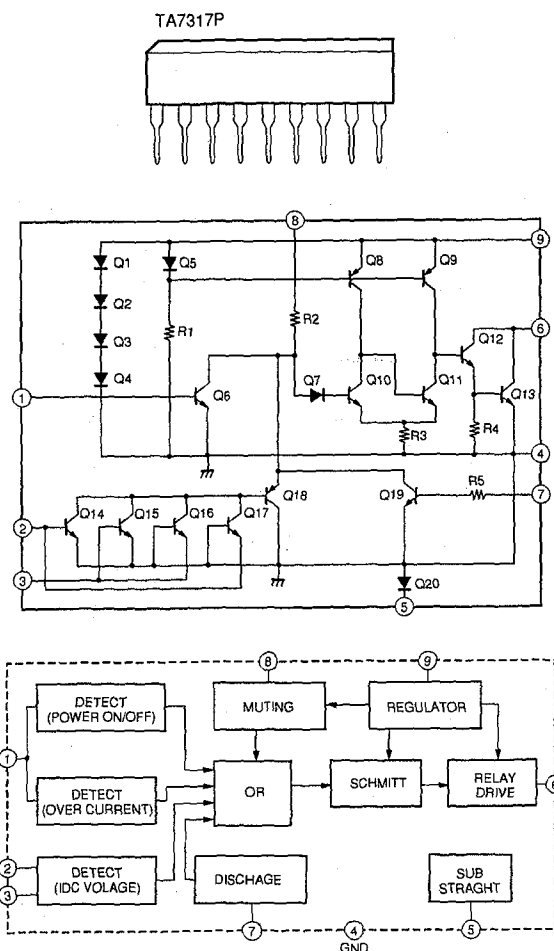 TA7317P
8
9
Q1
Q5
Q8
Q9
Q2
R2
Q12
6
R1
Q3
Q7
Q10
Q11
Q13
Q4
1
Q6
R3
R4
4
R5
Q14
Q15
Q16
Q17
Q18
Q19
7
2
3
Q20
5
8
9
DETECT
(POWER ON/OFF)
MUTING
REGULATOR
1
DETECT
(OVER CURRENT)
OR
SCHMITT
RELAY
DRIVE
2
3
DETECT
(IDC VOLAGE)
DISCHAGE
SUB
STRAGHT
7
4
5
GND